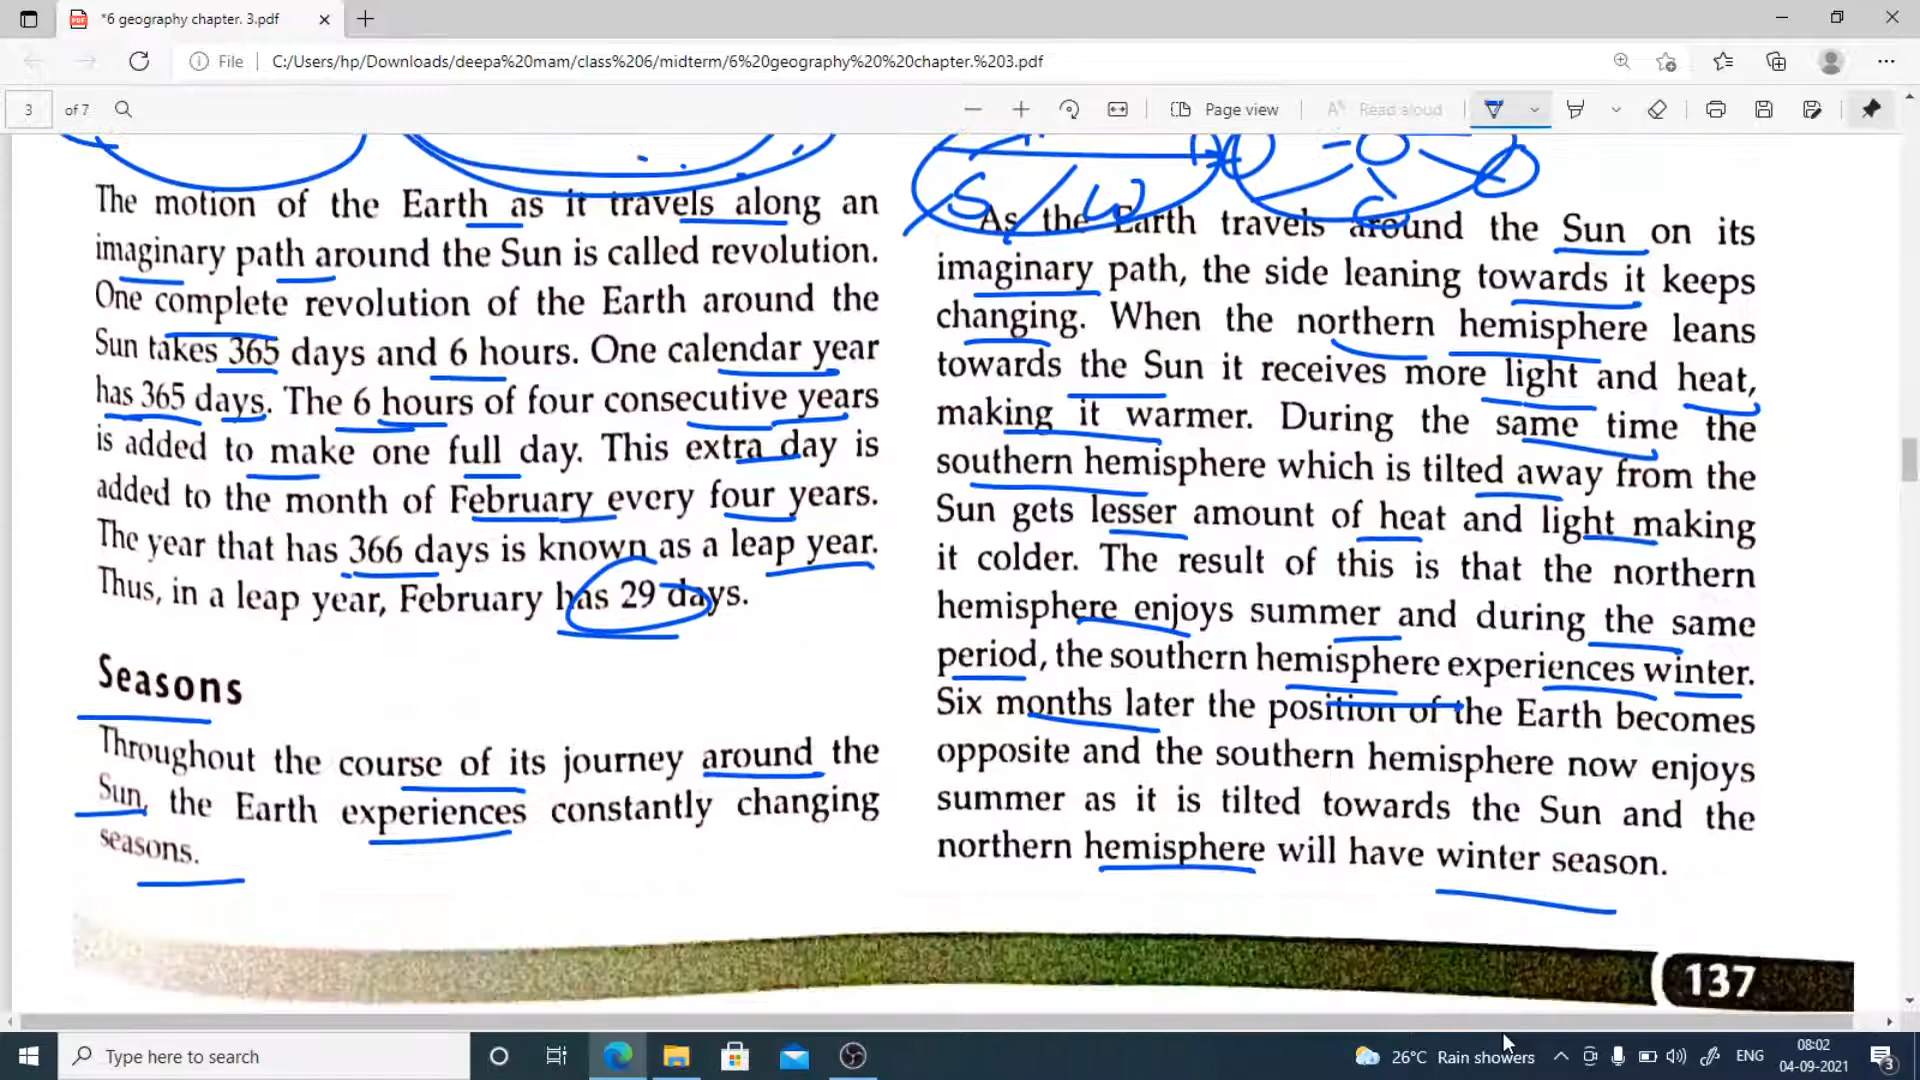 *6 geography chapter. 3.pdf
File
C:/Users/hp/Downloads/deepa%20mam/class%206/midterm/6%20geography%20%20chapter.%203.pdf
3 of 7
Page view
Read aloud
The motion of the Earth as it travels along an
imaginary path around the Sun is called revolution.
One complete revolution of the Earth around the
Sun takes 365 days and 6 hours. One calendar year
has 365 days. The 6 hours of four consecutive years
is added to make one full day. This extra day is
added to the month of February every four years.
The year that has 366 days is known as a leap year.
Thus, in a leap year, February has 29 days.
Seasons
Throughout the course of its journey around the
Sun, the Earth experiences constantly changing
seasons.
S / W
As the Earth travels around the Sun on its
imaginary path, the side leaning towards it keeps
changing. When the northern hemisphere leans
towards the Sun it receives more light and heat,
making it warmer. During the same time the
southern hemisphere which is tilted away from the
Sun gets lesser amount of heat and light making
it colder. The result of this is that the northern
hemisphere enjoys summer and during the same
period, the southern hemisphere experiences winter.
Six months later the position of the Earth becomes
opposite and the southern hemisphere now enjoys
summer as it is tilted towards the Sun and the
northern hemisphere will have winter season.
137
Type here to search
26°C Rain showers
ENG
08:02
04-09-2021
3